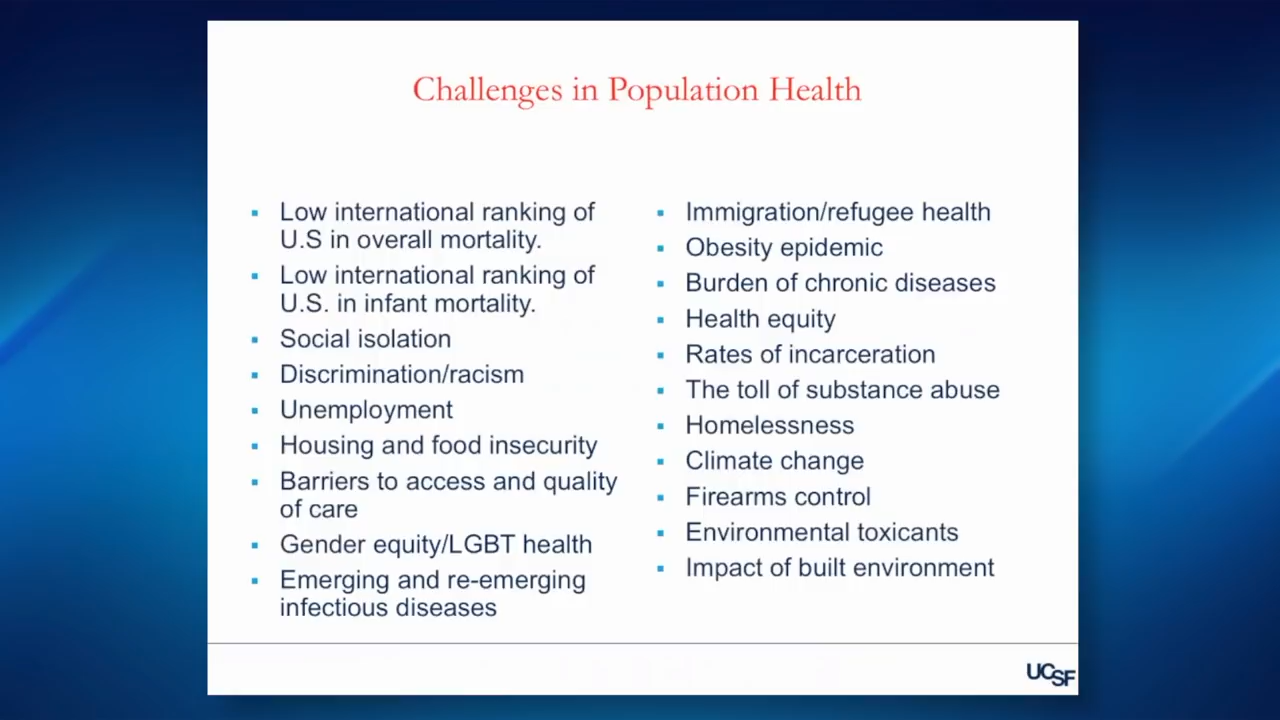 Challenges in Population Health
Low international ranking of
U.S in overall mortality.
Low international ranking of
U.S. in infant mortality.
Social isolation
Discrimination/racism
Unemployment
Housing and food insecurity
Barriers to access and quality
of care
Gender equity/LGBT health
Emerging and re-emerging
infectious diseases
Immigration/refugee health
Obesity epidemic
Burden of chronic diseases
Health equity
Rates of incarceration
The toll of substance abuse
Homelessness
Climate change
Firearms control
Environmental toxicants
Impact of built environment
UCSF